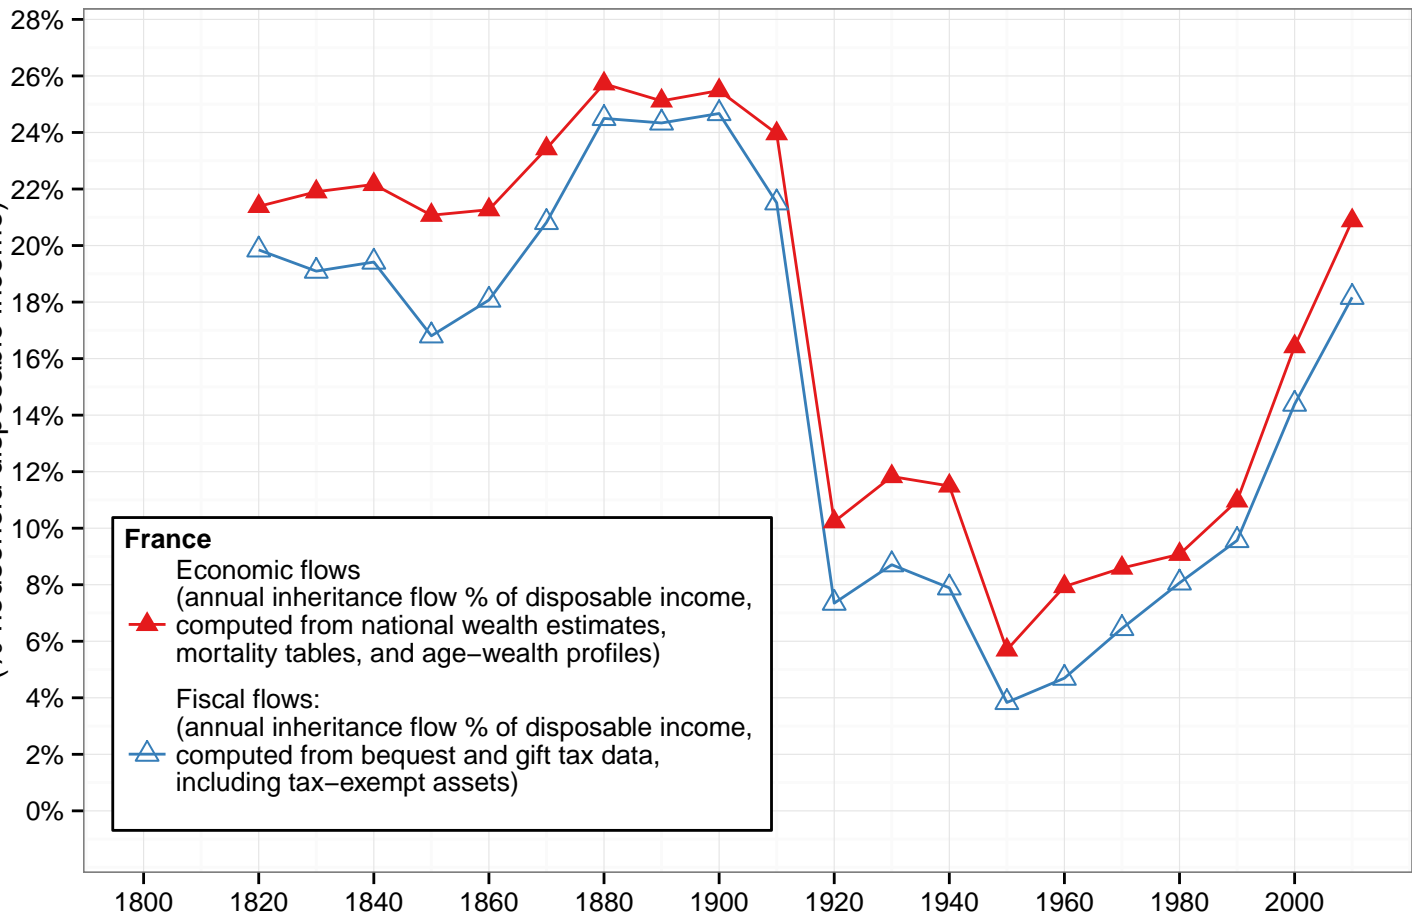 28%
26%
24%
22%
20%
18%
16%
14%
12%
10%
8%
6%
4%
2%
0%
France
Economic flows
(annual inheritance flow % of disposable income,
computed from national wealth estimates,
mortality tables, and age−wealth profiles)
Fiscal flows:
(annual inheritance flow % of disposable income,
computed from bequest and gift tax data,
including tax−exempt assets)
1800 1820 1840 1860 1880 1900 1920 1940 1960 1980 2000